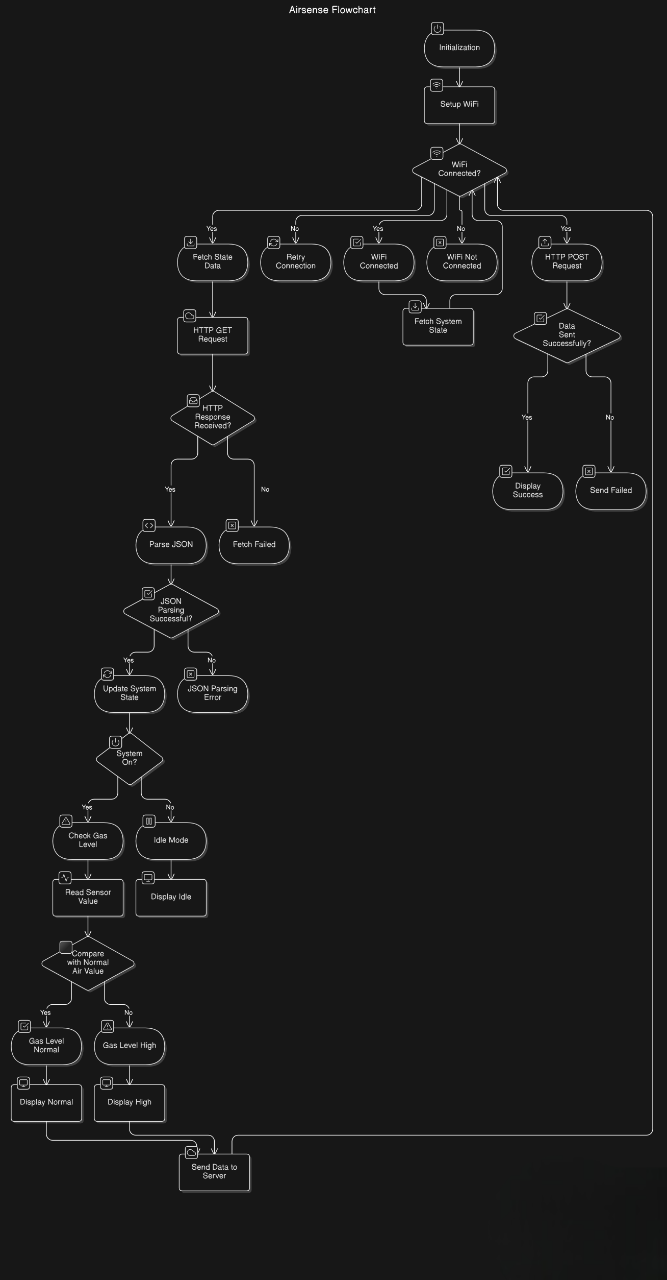 Airsense Flowchart
Initialization
Setup WiFi
WiFi
Connected?
Yes
No
Yes
No
Yes
Fetch State
Data
Retry
Connection
WiFi
Connected
WiFi Not
Connected
HTTP POST
Request
HTTP GET
Request
Fetch System
State
Data
Sent
Successfully?
HTTP
Response
Received?
Yes
No
Display
Success
Send Failed
Yes
No
Parse JSON
Fetch Failed
JSON
Parsing
Successful?
Yes
No
Update System
State
JSON Parsing
Error
System
On?
Yes
No
Check Gas
Level
Idle Mode
Read Sensor
Value
Display Idle
Compare
with Normal
Air Value
Yes
No
Gas Level
Normal
Gas Level High
Display Normal
Display High
Send Data to
Server